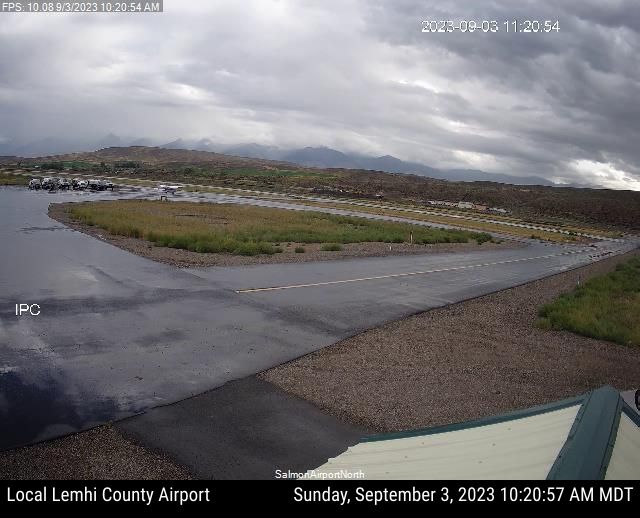 FPS: 10.08 9/3/2023 10:20:54 AM
2023-09-03 11:20:54
IPC
SalmonAirportNorth
Local Lemhi County Airport
Sunday, September 3, 2023 10:20:57 AM MDT